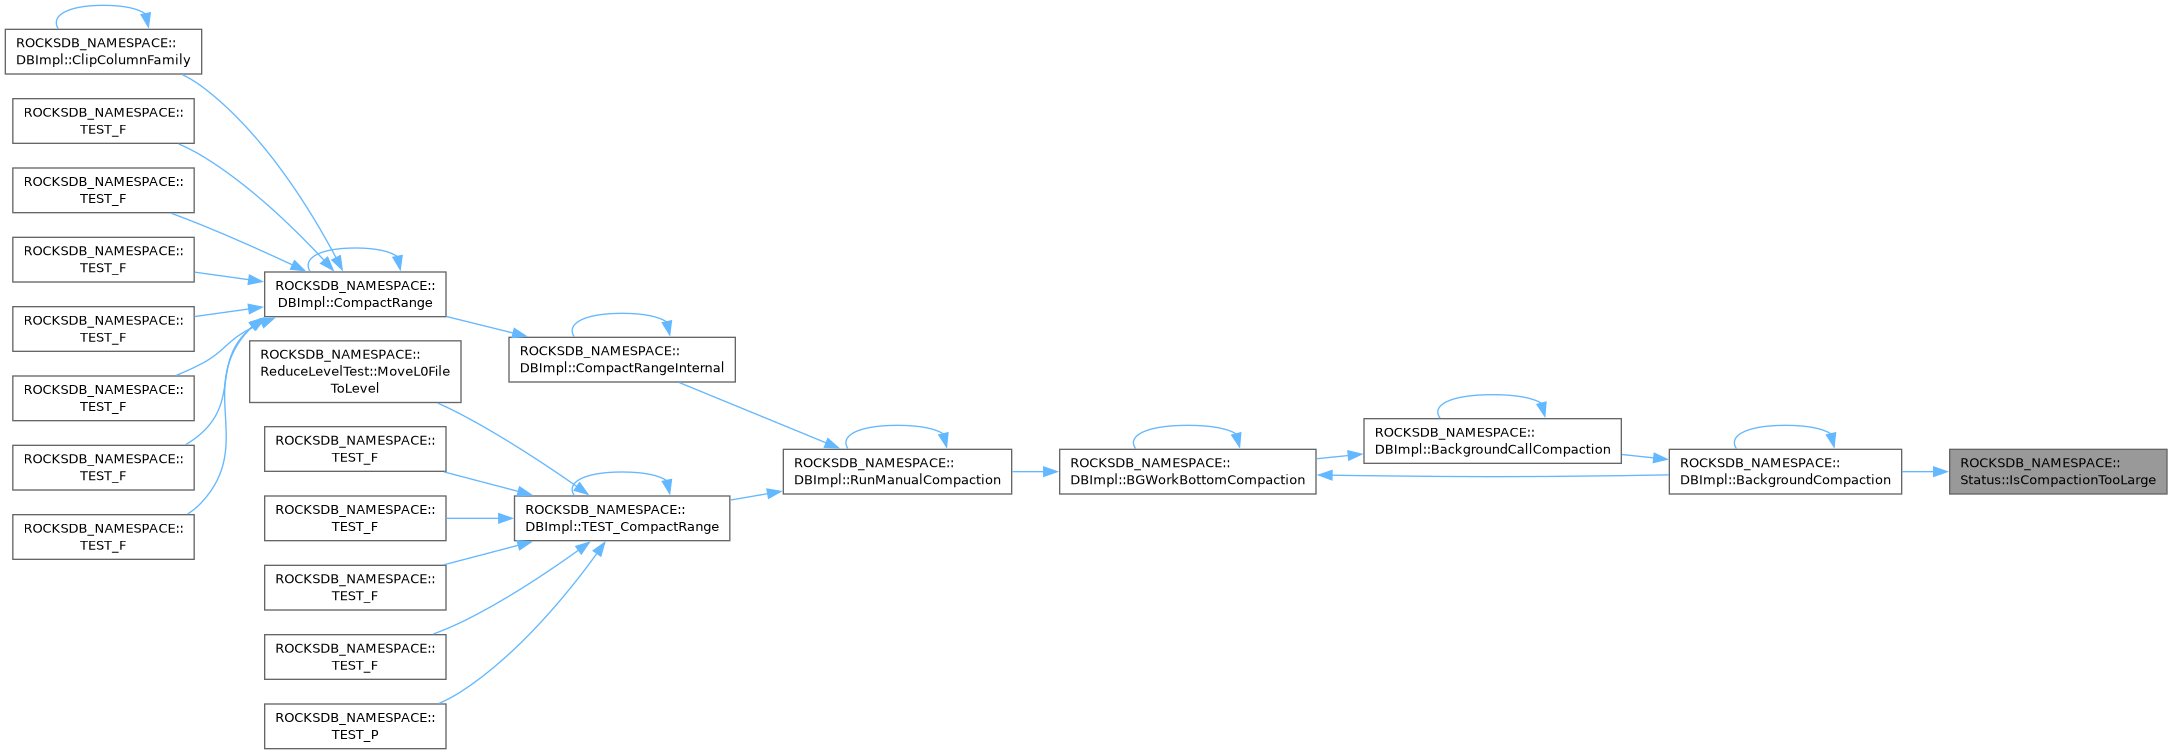 ROCKSDB_NAMESPACE::
DBImpl::ClipColumnFamily
ROCKSDB_NAMESPACE::
TEST_F
ROCKSDB_NAMESPACE::
TEST_F
ROCKSDB_NAMESPACE::
TEST_F
ROCKSDB_NAMESPACE::
TEST_F
ROCKSDB_NAMESPACE::
TEST_F
ROCKSDB_NAMESPACE::
TEST_F
ROCKSDB_NAMESPACE::
TEST_F
ROCKSDB_NAMESPACE::
DBImpl::CompactRange
ROCKSDB_NAMESPACE::
ReduceLevelTest::MoveL0File
ToLevel
ROCKSDB_NAMESPACE::
TEST_F
ROCKSDB_NAMESPACE::
TEST_F
ROCKSDB_NAMESPACE::
TEST_F
ROCKSDB_NAMESPACE::
TEST_F
ROCKSDB_NAMESPACE::
TEST_P
ROCKSDB_NAMESPACE::
DBImpl::CompactRangeInternal
ROCKSDB_NAMESPACE::
DBImpl::TEST_CompactRange
ROCKSDB_NAMESPACE::
DBImpl::RunManualCompaction
ROCKSDB_NAMESPACE::
DBImpl::BGWorkBottomCompaction
ROCKSDB_NAMESPACE::
DBImpl::BackgroundCallCompaction
ROCKSDB_NAMESPACE::
DBImpl::BackgroundCompaction
ROCKSDB_NAMESPACE::
Status::IsCompactionTooLarge